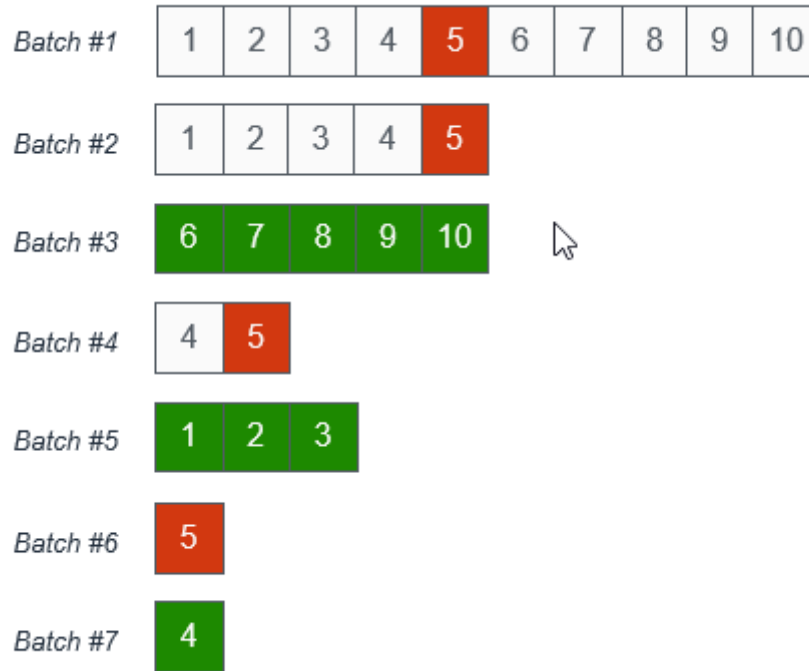 Batch #1 1 2 3 4 5 6 7 8 9 10
Batch #2 1 2 3 4 5
Batch #3 6 7 8 9 10
Batch #4 4 5
Batch #5 1 2 3
Batch #6 5
Batch #7 4